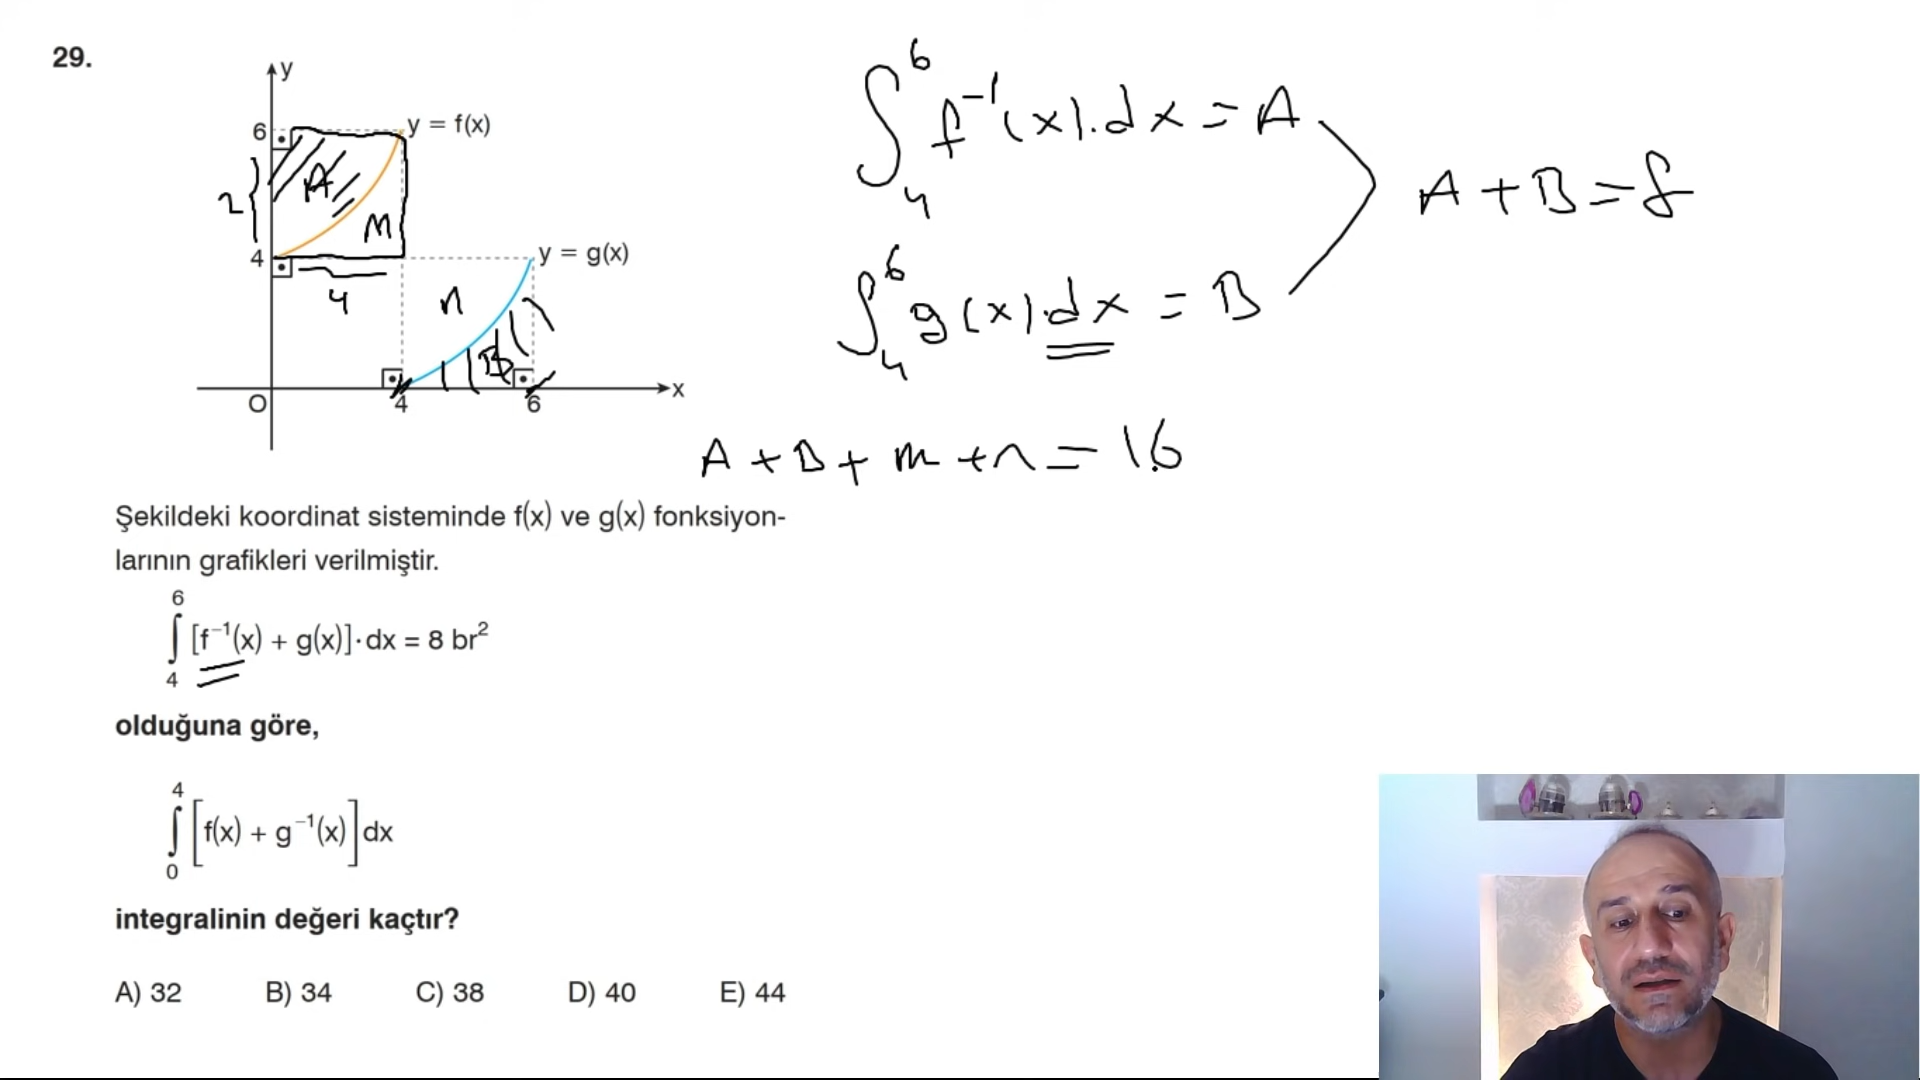 29.
y
6
y = f(x)
A
2
M
4
y = g(x)
4
n
B
O
4
6
x
∫₄⁶ f⁻¹(x).dx = A
A + B = 8
∫₄⁶ g(x).dx = B
A + B + m + n = 16
Şekildeki koordinat sisteminde f(x) ve g(x) fonksiyon-
larının grafikleri verilmiştir.
∫₄⁶ [f⁻¹(x) + g(x)]·dx = 8 br²
olduğuna göre,
∫₀⁴ [f(x) + g⁻¹(x)]dx
integralinin değeri kaçtır?
A) 32 B) 34 C) 38 D) 40 E) 44